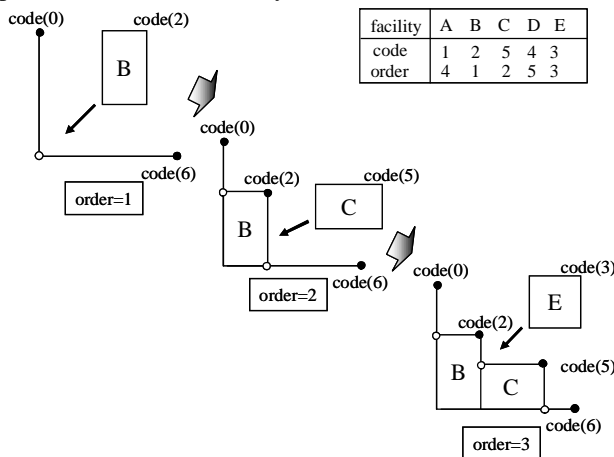 code(0)
code(2)
B
code(6)
order=1
facility A B C D E
code 1 2 5 4 3
order 4 1 2 5 3
code(0)
code(2)
code(5)
B
C
code(6)
order=2
code(0)
code(3)
E
code(2)
B
C
code(5)
code(6)
order=3